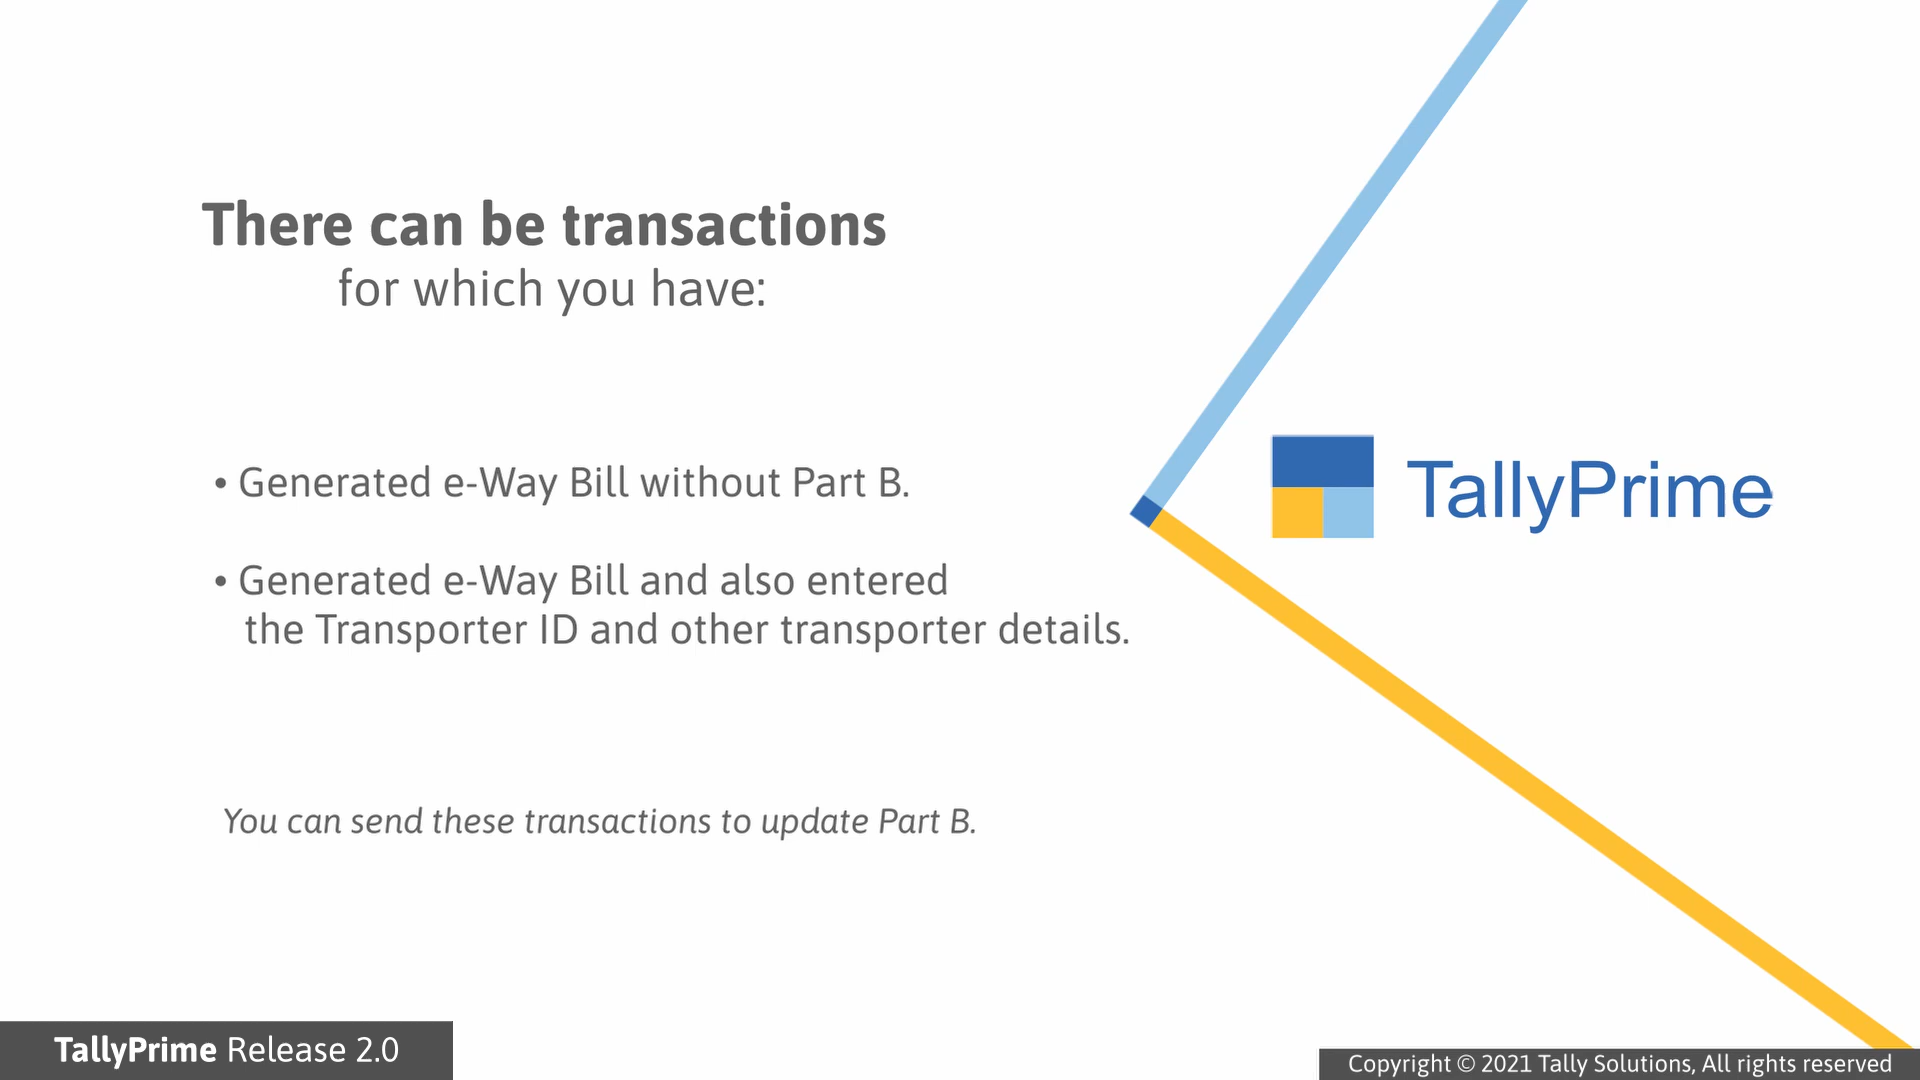 There can be transactions
for which you have:
• Generated e-Way Bill without Part B.
• Generated e-Way Bill and also entered
the Transporter ID and other transporter details.
You can send these transactions to update Part B.
TallyPrime
TallyPrime Release 2.0
Copyright © 2021 Tally Solutions, All rights reserved